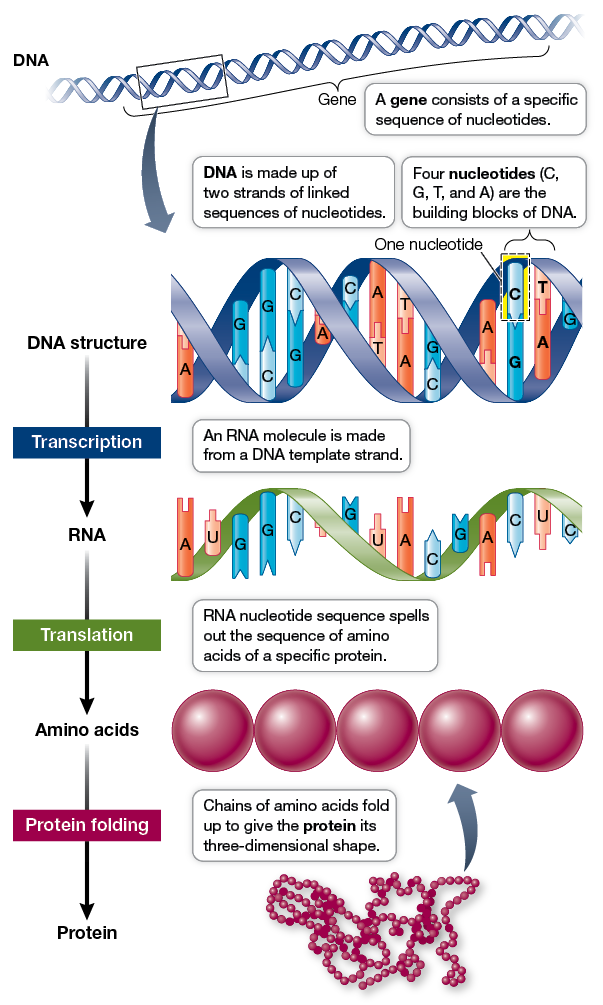 DNA
Gene
A gene consists of a specific
sequence of nucleotides.
DNA is made up of
two strands of linked
sequences of nucleotides.
Four nucleotides (C,
G, T, and A) are the
building blocks of DNA.
One nucleotide
C C A C T
G G T G
A A A
T
A C G A G C G A
DNA structure
Transcription
An RNA molecule is made
from a DNA template strand.
RNA
A U G G C G U A C G A C U C
Translation
RNA nucleotide sequence spells
out the sequence of amino
acids of a specific protein.
Amino acids
Protein folding
Chains of amino acids fold
up to give the protein its
three-dimensional shape.
Protein